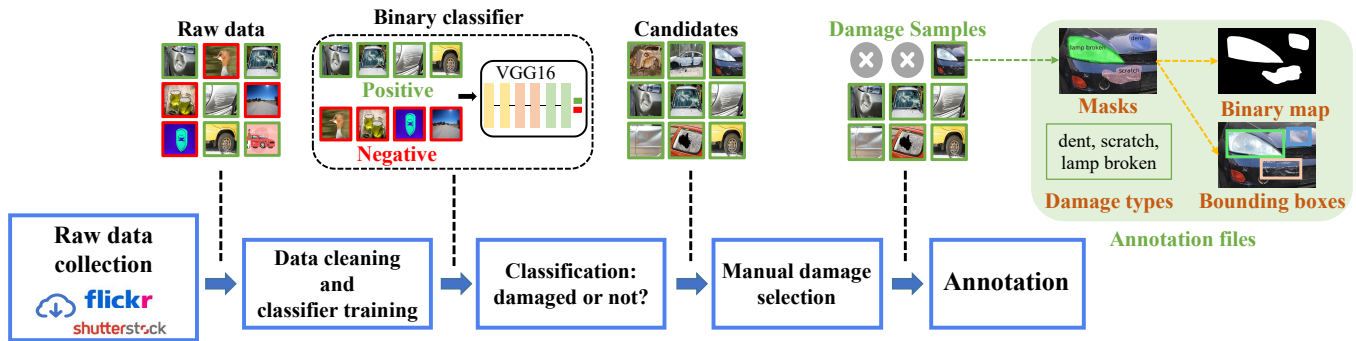 Raw data
Binary classifier
Positive
Negative
VGG16
Candidates
Damage Samples
lamp broken
dent
scratch
Masks
Binary map
dent, scratch,
lamp broken
Damage types
Bounding boxes
Annotation files
Raw data
collection
flickr
shutterstock
Data cleaning
and
classifier training
Classification:
damaged or not?
Manual damage
selection
Annotation